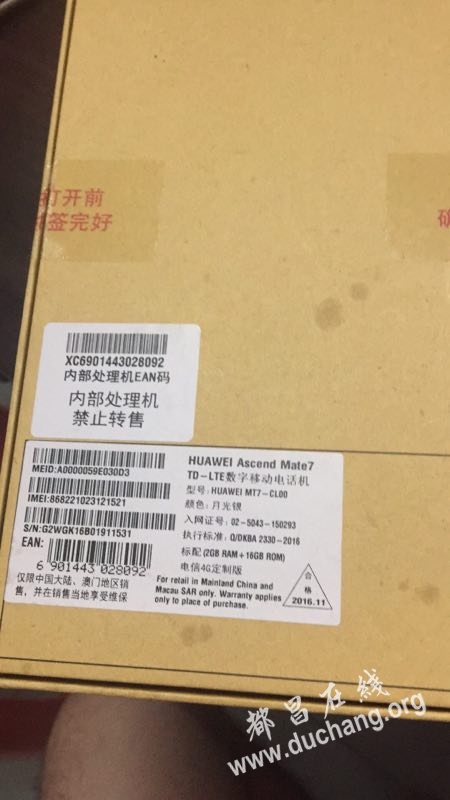 打开前
签完好
确
XC6901443028092
内部处理机EAN码
内部处理机
禁止转售
HUAWEI Ascend Mate7
TD-LTE数字移动电话机
型号: HUAWEI MT7-CL00
颜色: 月光银
入网证号: 02-5043-150293
执行标准: Q/DKBA 2330-2016
标配 (2GB RAM+16GB ROM)
电信4G定制版
MEID:A0000059E030D3
IMEI:868221023121521
S/N:G2WGK16B01911531
EAN:
6 901443 028092
仅限中国大陆、澳门地区销
售，并在销售当地享受维保
For retail in Mainland China and
Macau SAR only. Warranty applies
only to place of purchase.
合
格
2016.11
都昌在线
www.duchang.org